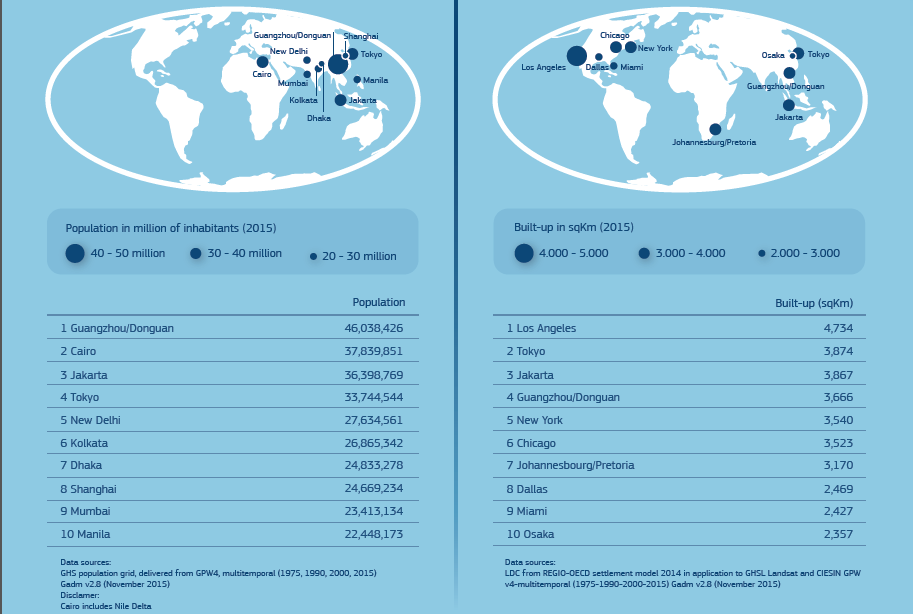 Guangzhou/Donguan
Shanghai
New Delhi
Tokyo
Cairo
Mumbai
Manila
Kolkata
Jakarta
Dhaka
Population in million of inhabitants (2015)
40 - 50 million
30 - 40 million
20 - 30 million
Population
1 Guangzhou/Donguan 46,038,426
2 Cairo 37,839,851
3 Jakarta 36,398,769
4 Tokyo 33,744,544
5 New Delhi 27,634,561
6 Kolkata 26,865,342
7 Dhaka 24,833,278
8 Shanghai 24,669,234
9 Mumbai 23,413,134
10 Manila 22,448,173
Data sources:
GHS population grid, delivered from GPW4, multitemporal (1975, 1990, 2000, 2015)
Gadm v2.8 (November 2015)
Disclamer:
Cairo includes Nile Delta
Chicago
New York
Osaka
Tokyo
Los Angeles
Dallas
Miami
Guangzhou/Donguan
Jakarta
Johannesburg/Pretoria
Built-up in sqKm (2015)
4.000 - 5.000
3.000 - 4.000
2.000 - 3.000
Built-up (sqKm)
1 Los Angeles 4,734
2 Tokyo 3,874
3 Jakarta 3,867
4 Guangzhou/Donguan 3,666
5 New York 3,540
6 Chicago 3,523
7 Johannesbourg/Pretoria 3,170
8 Dallas 2,469
9 Miami 2,427
10 Osaka 2,357
Data sources:
LDC from REGIO-OECD settlement model 2014 in application to GHSL Landsat and CIESIN GPW
v4-multitemporal (1975-1990-2000-2015) Gadm v2.8 (November 2015)